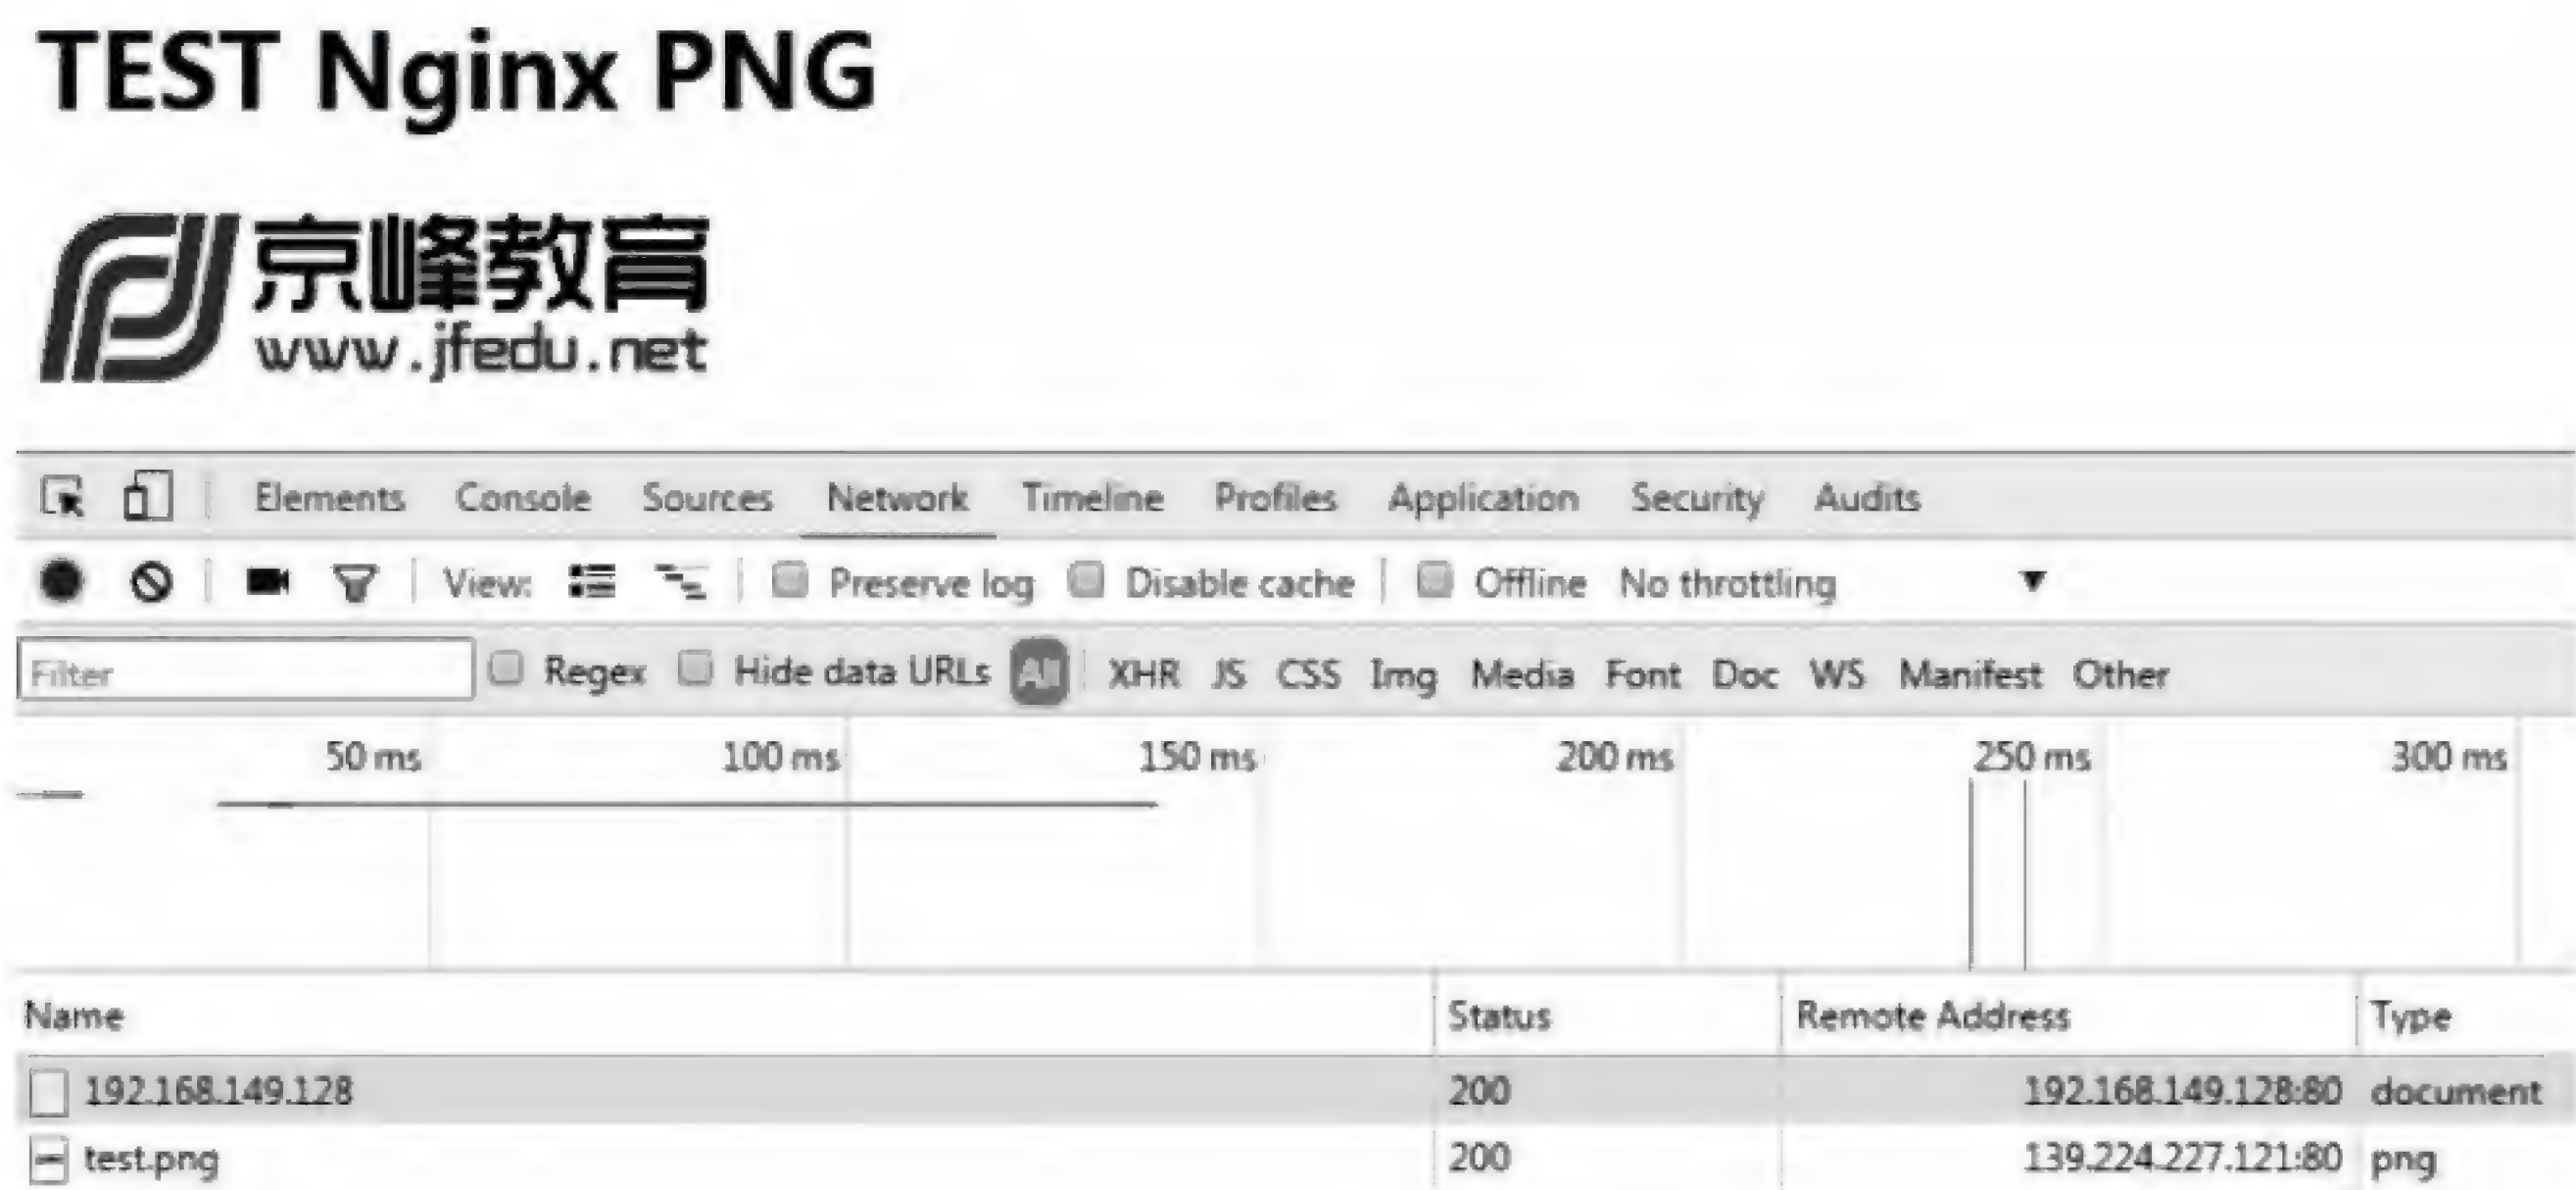 TEST Nginx PNG
京峰教育
www.jfedu.net
Elements Console Sources Network Timeline Profiles Application Security Audits
View: Preserve log Disable cache Offline No throttling
Filter Regex Hide data URLs All XHR JS CSS Img Media Font Doc WS Manifest Other
50 ms 100 ms 150 ms 200 ms 250 ms 300 ms
Name Status Remote Address Type
192.168.149.128 200 192.168.149.128:80 document
test.png 200 139.224.227.121:80 png